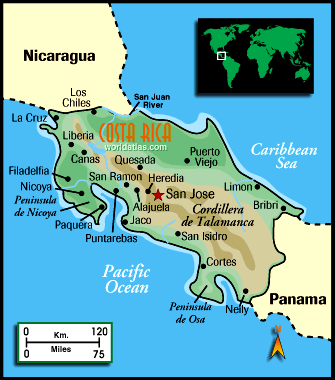 Nicaragua
Los
Chiles
San Juan
River
La Cruz
COSTA RICA
worldatlas.com
Liberia
Canas
Quesada
Puerto
Viejo
Caribbean
Sea
Filadelfia
San Ramon
Heredia
Nicoya
San Jose
Limon
Peninsula
de Nicoya
Alajuela
Cordillera
de Talamanca
Bribri
Paquera
Jaco
Puntarebas
San Isidro
Pacific
Ocean
Cortes
Panama
Peninsula
de Osa
Nelly
0
Km.
120
0
Miles
75